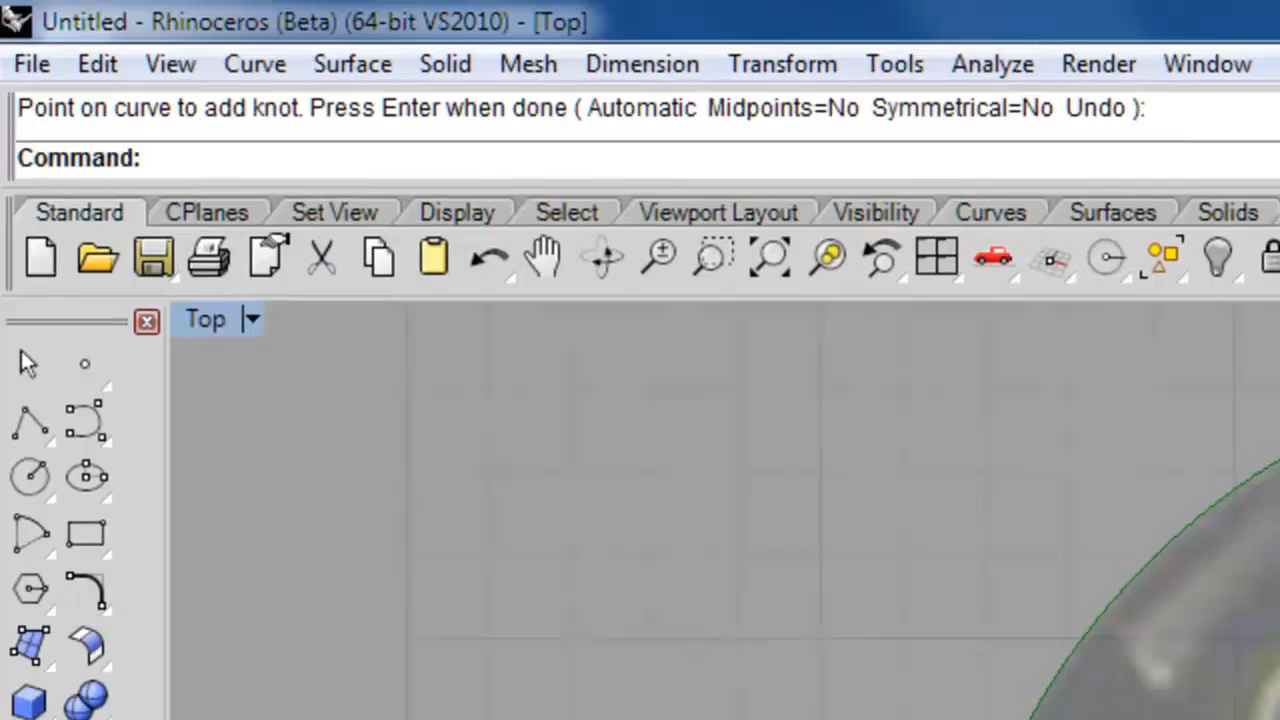 Untitled - Rhinoceros (Beta) (64-bit VS2010) - [Top]
File Edit View Curve Surface Solid Mesh Dimension Transform Tools Analyze Render Window
Point on curve to add knot. Press Enter when done ( Automatic Midpoints=No Symmetrical=No Undo ):
Command:
Standard CPlanes Set View Display Select Viewport Layout Visibility Curves Surfaces Solids
Top